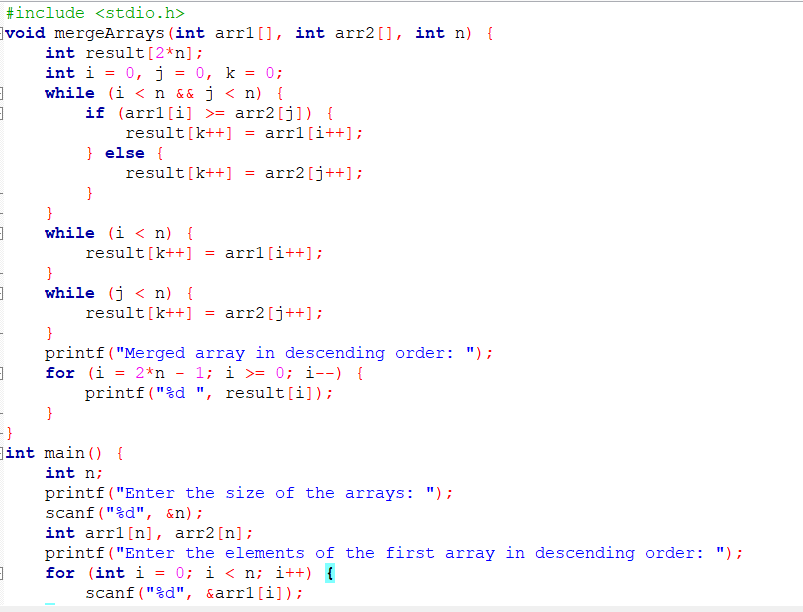 #include <stdio.h>
void mergeArrays(int arr1[], int arr2[], int n) {
    int result[2*n];
    int i = 0, j = 0, k = 0;
    while (i < n && j < n) {
        if (arr1[i] >= arr2[j]) {
            result[k++] = arr1[i++];
        } else {
            result[k++] = arr2[j++];
        }
    }
    while (i < n) {
        result[k++] = arr1[i++];
    }
    while (j < n) {
        result[k++] = arr2[j++];
    }
    printf("Merged array in descending order: ");
    for (i = 2*n - 1; i >= 0; i--) {
        printf("%d ", result[i]);
    }
}
int main() {
    int n;
    printf("Enter the size of the arrays: ");
    scanf("%d", &n);
    int arr1[n], arr2[n];
    printf("Enter the elements of the first array in descending order: ");
    for (int i = 0; i < n; i++) {
        scanf("%d", &arr1[i]);